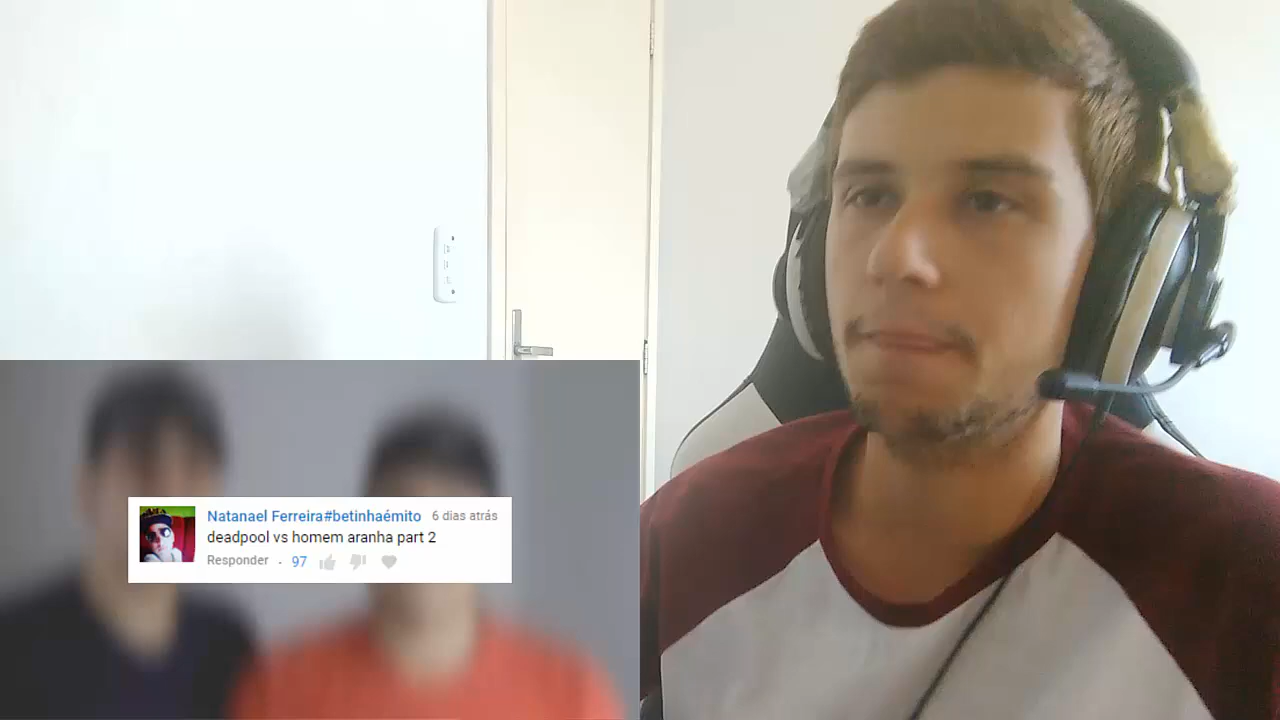 Natanael Ferreira#betinhaémito 6 dias atrás
deadpool vs homem aranha part 2
Responder · 97